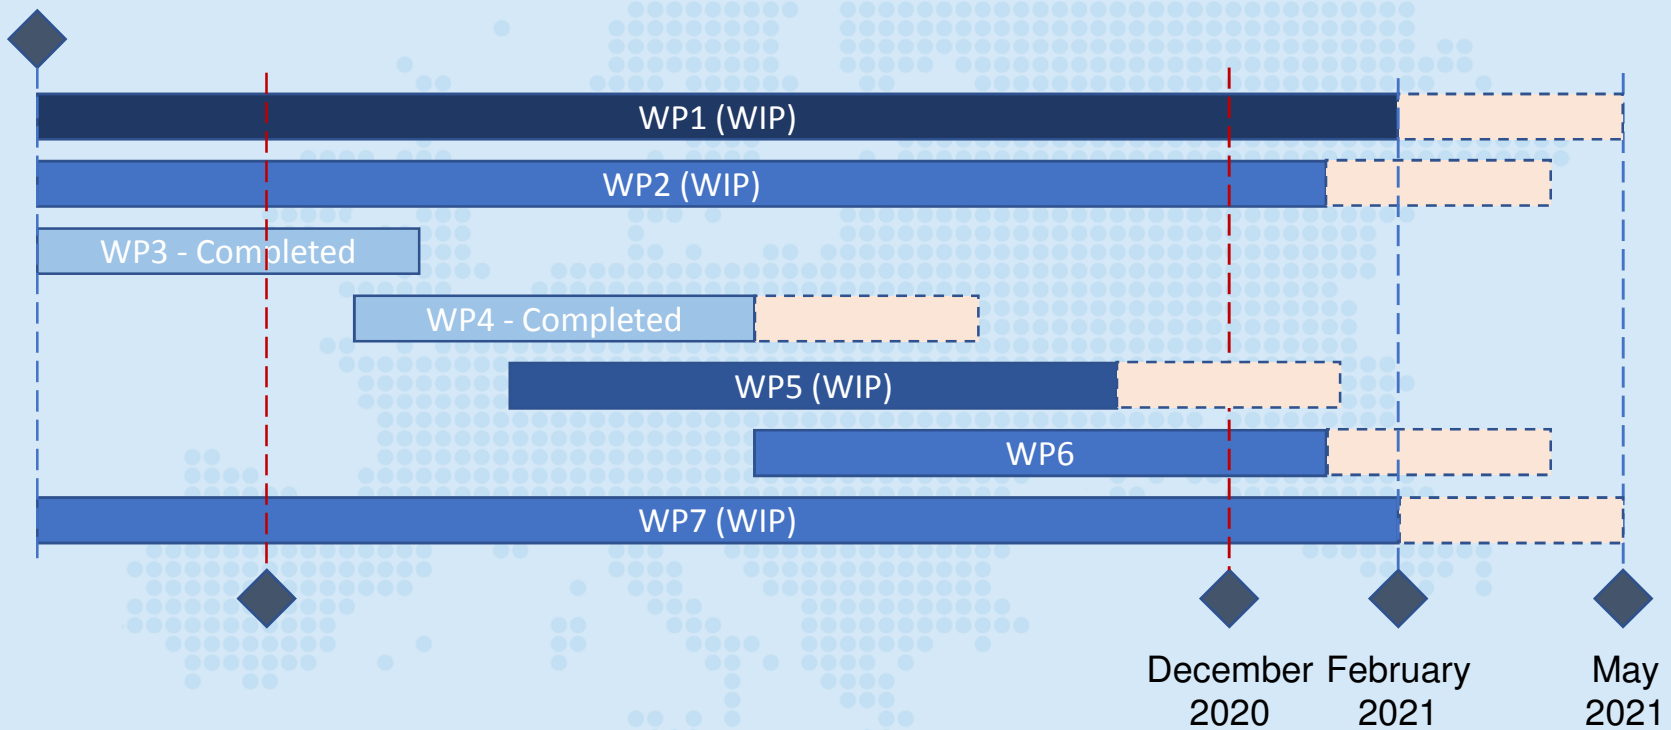 WP1 (WIP)
WP2 (WIP)
WP3 - Completed
WP4 - Completed
WP5 (WIP)
WP6
WP7 (WIP)
December
2020
February
2021
May
2021